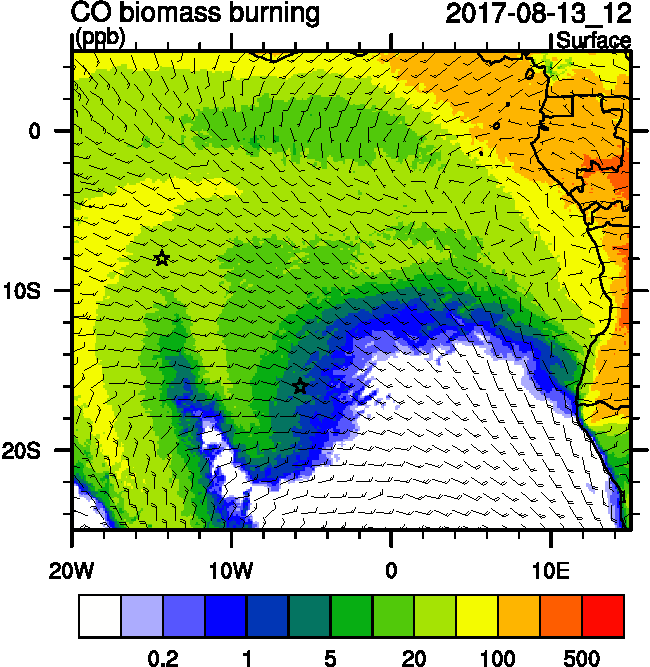 CO biomass burning 2017-08-13_12
(ppb) Surface
0
10S
20S
20W 10W 0 10E
0.2 1 5 20 100 500